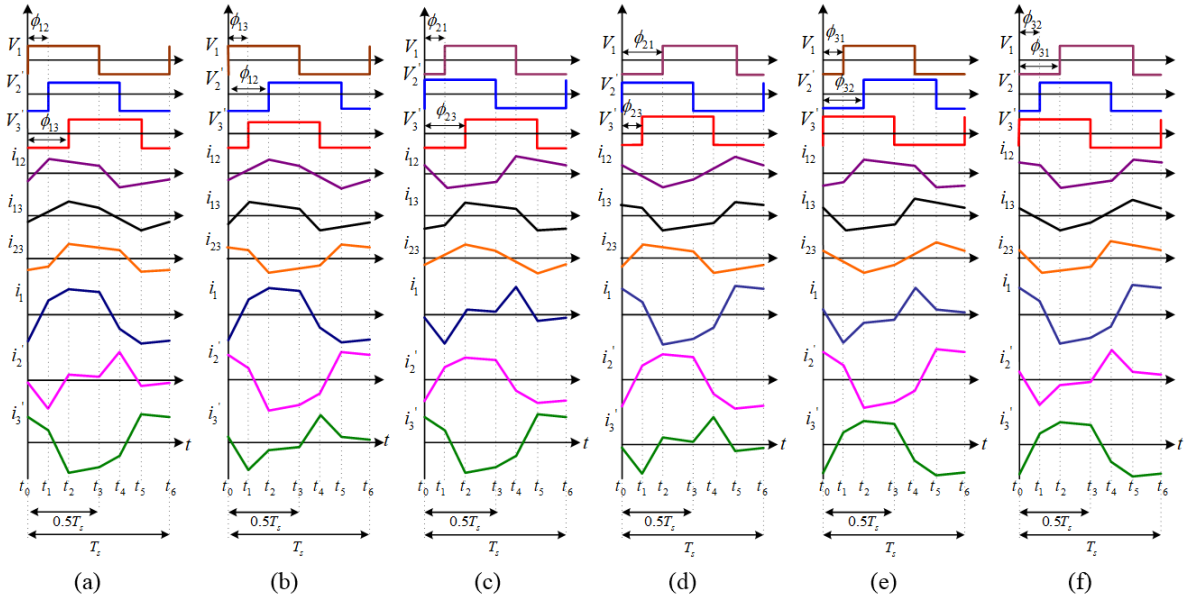 ϕ12 ϕ13 ϕ21 ϕ21 ϕ31 ϕ32
V1 V1 V1 V1 V1 ϕ31 V1
V2' V2' ϕ12 V2' V2' V2' ϕ32 V2'
V3' ϕ13 V3' V3' ϕ23 V3' ϕ23 V3' V3'
i12 i12 i12 i12 i12 i12
i13 i13 i13 i13 i13 i13
i23 i23 i23 i23 i23 i23
i1 i1 i1 i1 i1 i1
i2' i2' i2' i2' i2' i2'
i3' t i3' t i3' t i3' t i3' t i3' t
t0 t1 t2 t3 t4 t5 t6 t0 t1 t2 t3 t4 t5 t6 t0 t1 t2 t3 t4 t5 t6 t0 t1 t2 t3 t4 t5 t6 t0 t1 t2 t3 t4 t5 t6 t0 t1 t2 t3 t4 t5 t6
0.5Ts 0.5Ts 0.5Ts 0.5Ts 0.5Ts 0.5Ts
Ts Ts Ts Ts Ts Ts
(a) (b) (c) (d) (e) (f)